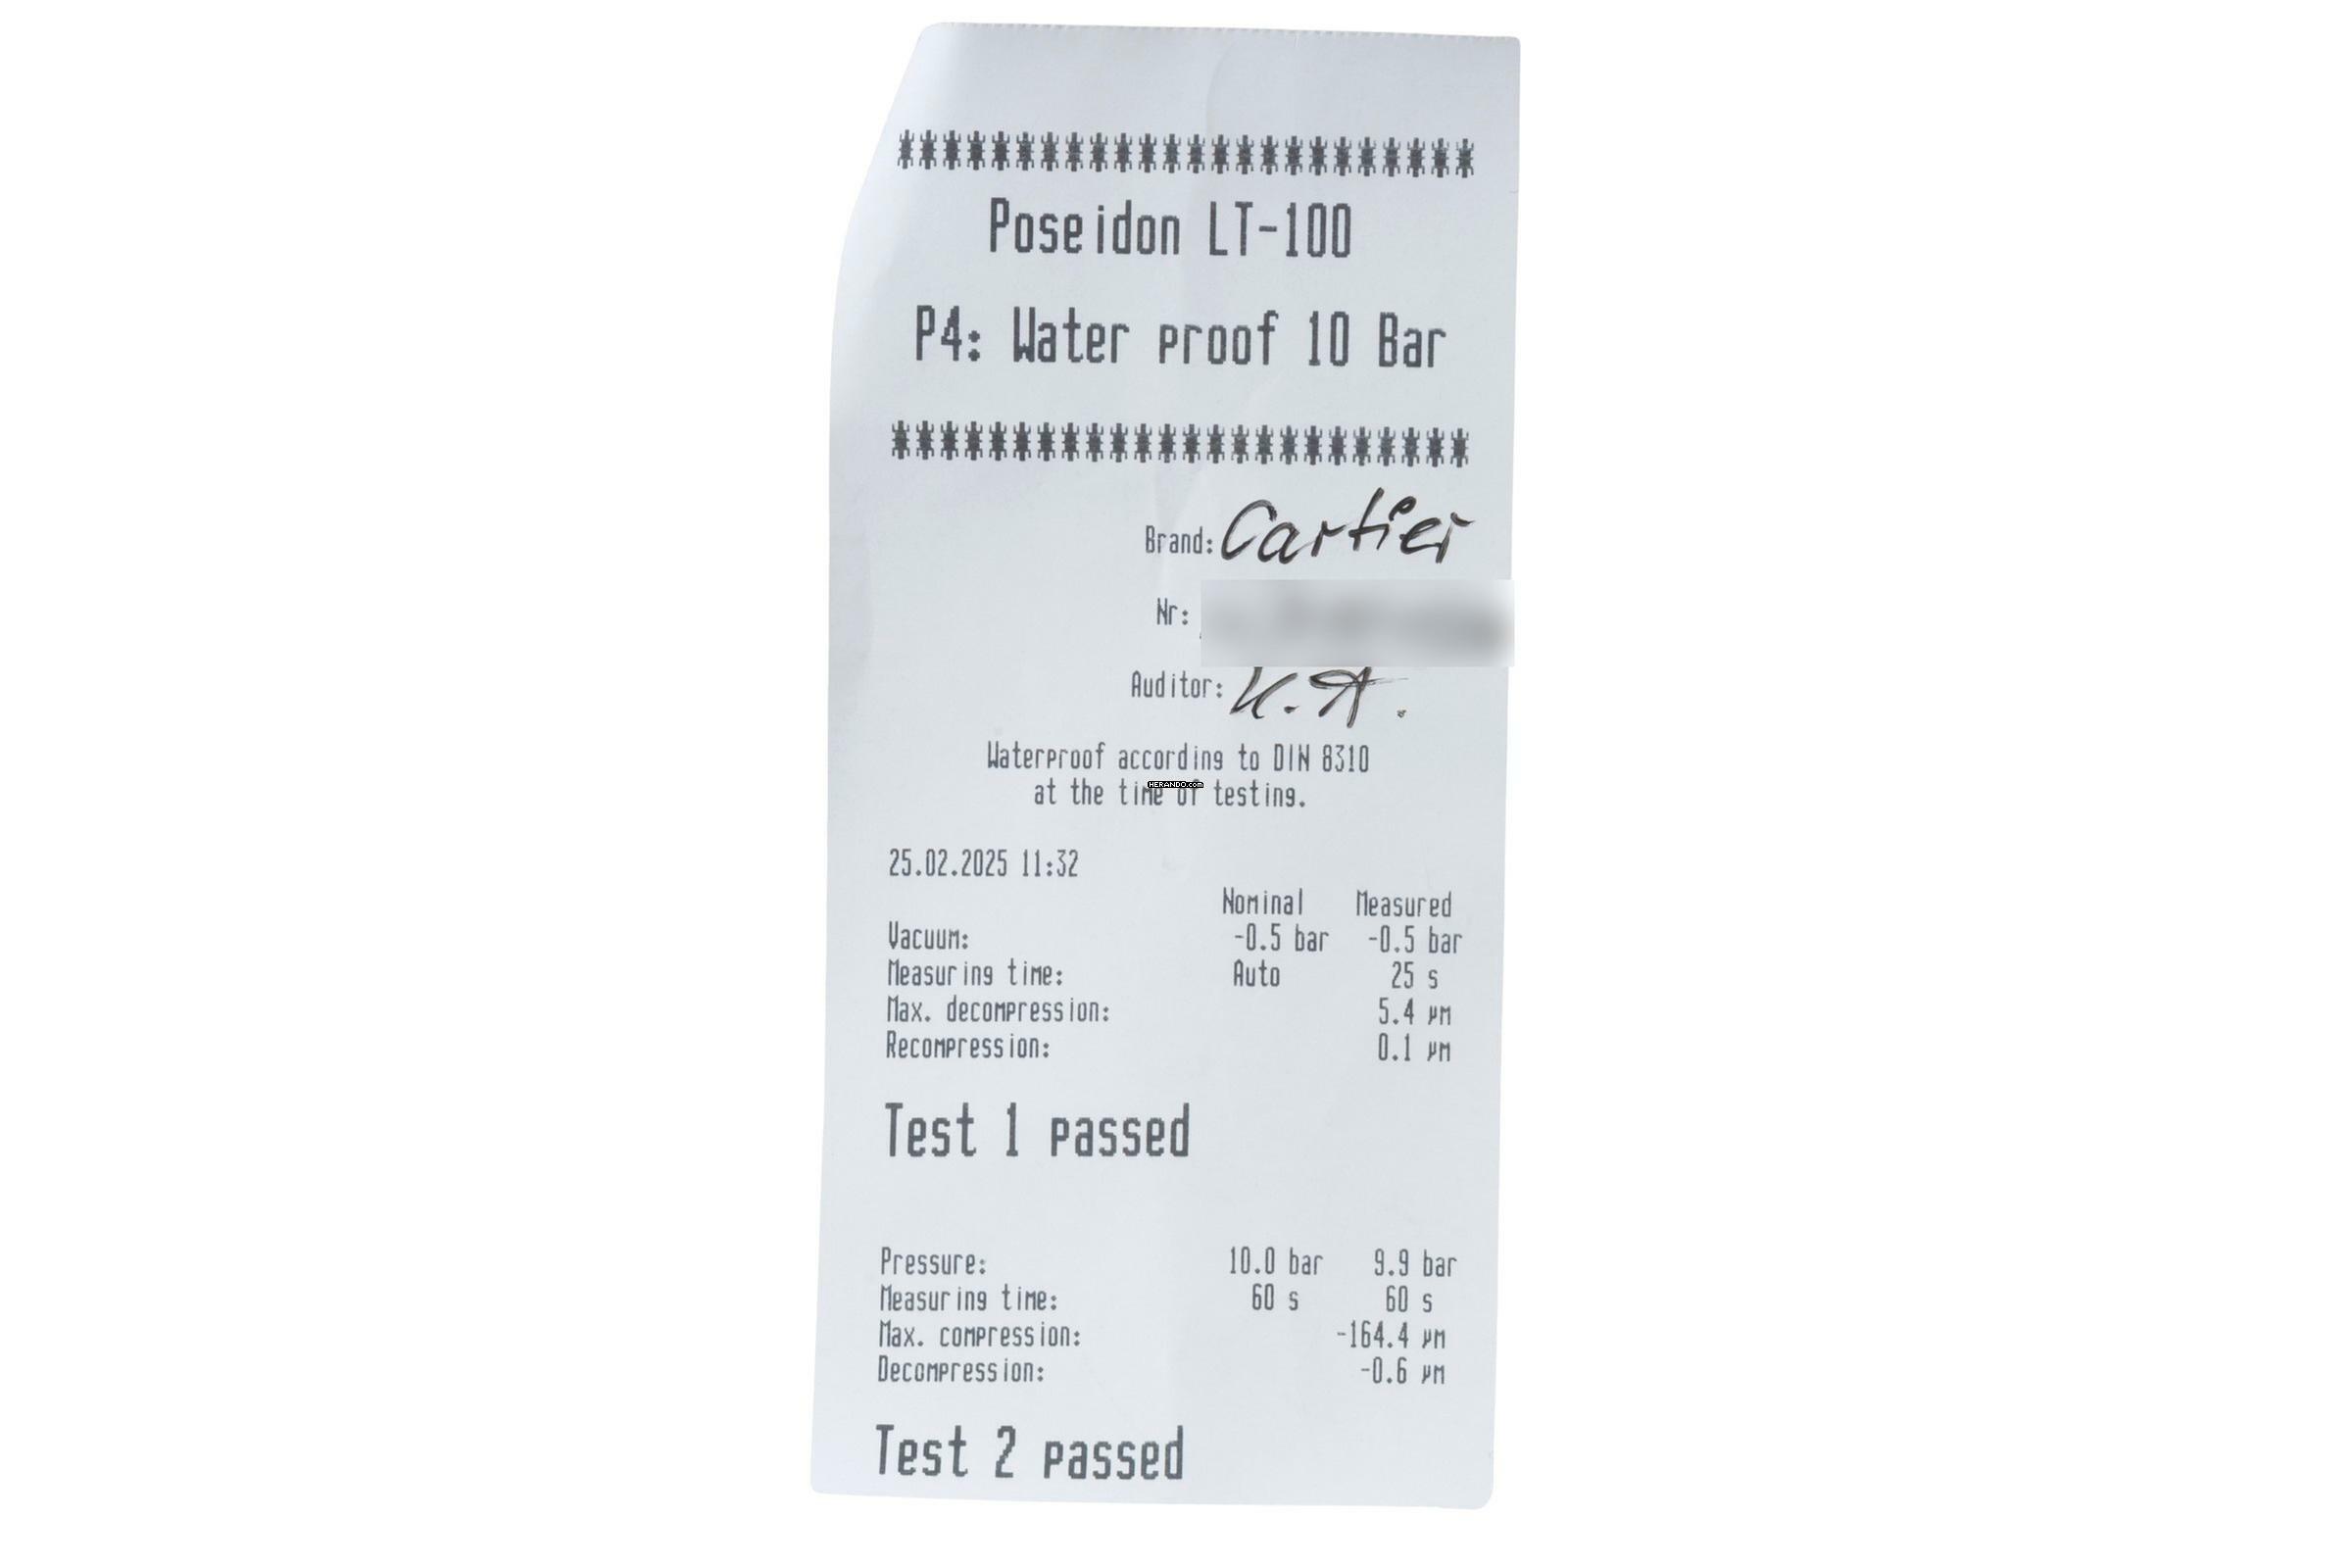 ************************
Poseidon LT-100
P4: Water proof 10 Bar
************************
Brand: Cartier
Nr:
Auditor: K.A.
Waterproof according to DIN 8310
HERANDO.com
at the time of testing.
25.02.2025 11:32
Nominal Measured
Vacuum: -0.5 bar -0.5 bar
Measuring time: Auto 25 s
Max. decompression: 5.4 µm
Recompression: 0.1 µm
Test 1 passed
Pressure: 10.0 bar 9.9 bar
Measuring time: 60 s 60 s
Max. compression: -164.4 µm
Decompression: -0.6 µm
Test 2 passed